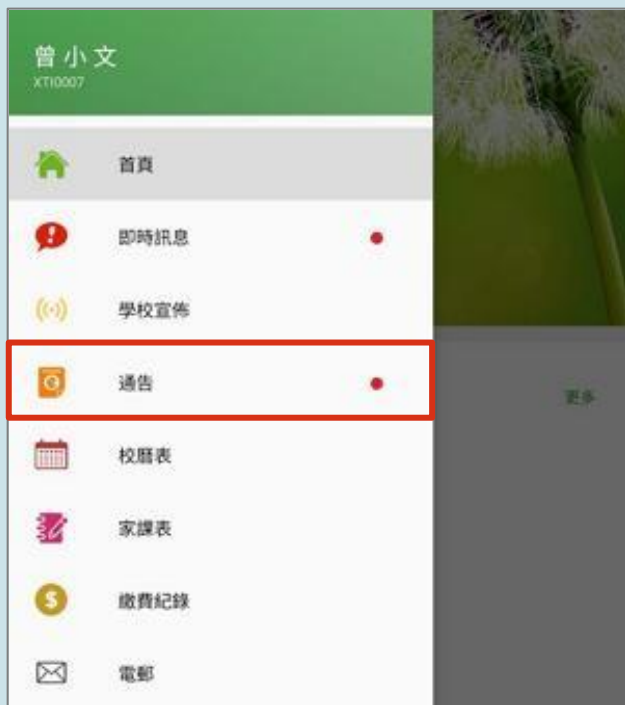 曾小文
XTI0007
首頁
即時訊息
學校宣佈
通告
更多
校曆表
家課表
繳費紀錄
電郵